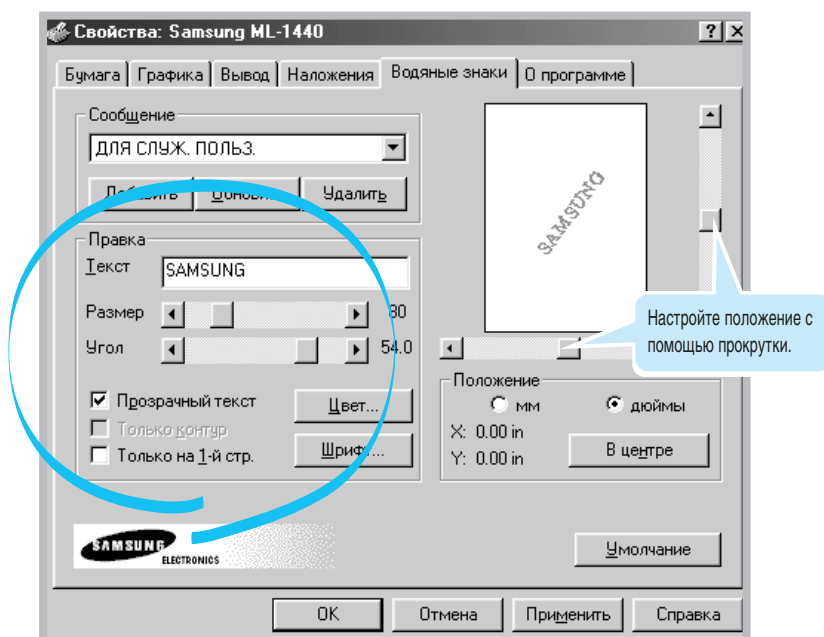 Свойства: Samsung ML-1440
Бумага Графика Вывод Наложения Водяные знаки О программе
Сообщение
ДЛЯ СЛУЖ. ПОЛЬЗ.
Удалить
Правка
Текст SAMSUNG
Размер 80
Угол 54.0
Прозрачный текст
Цвет...
Только контур
Только на 1-й стр.
Шрифт...
SAMSUNG
Настройте положение с
помощью прокрутки.
Положение
мм дюймы
X: 0.00 in
Y: 0.00 in
В центре
SAMSUNG
ELECTRONICS
Умолчание
OK Отмена Применить Справка